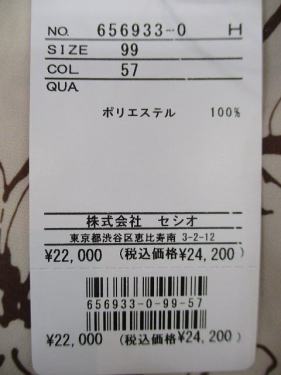 NO. 656933-0 H
SIZE 99
COL. 57
QUA.
ポリエステル 100%
株式会社 セシオ
東京都渋谷区恵比寿南 3-2-12
¥22,000 (税込価格¥24,200)
656933-0-99-57
¥22,000 (税込価格¥24,200)